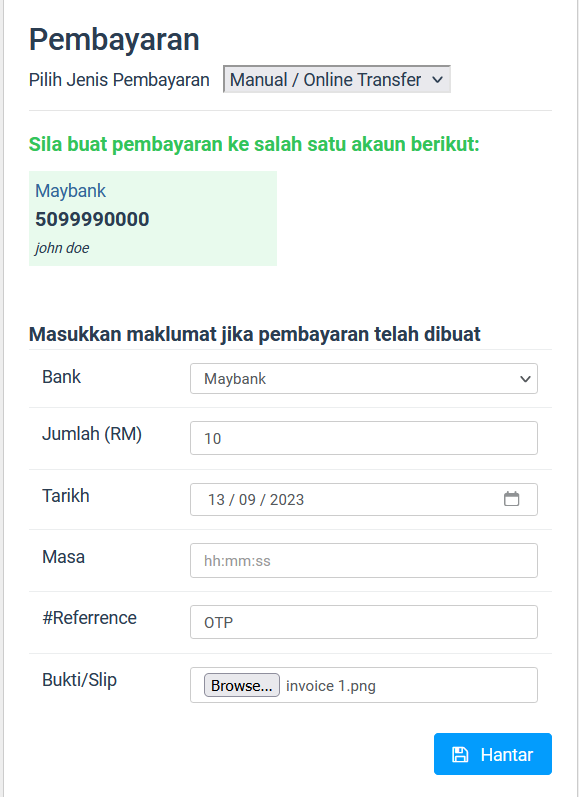 Pembayaran
Pilih Jenis Pembayaran Manual / Online Transfer
Sila buat pembayaran ke salah satu akaun berikut:
Maybank
5099990000
john doe
Masukkan maklumat jika pembayaran telah dibuat
Bank Maybank
Jumlah (RM) 10
Tarikh 13 / 09 / 2023
Masa hh:mm:ss
#Referrence OTP
Bukti/Slip Browse... invoice 1.png
Hantar